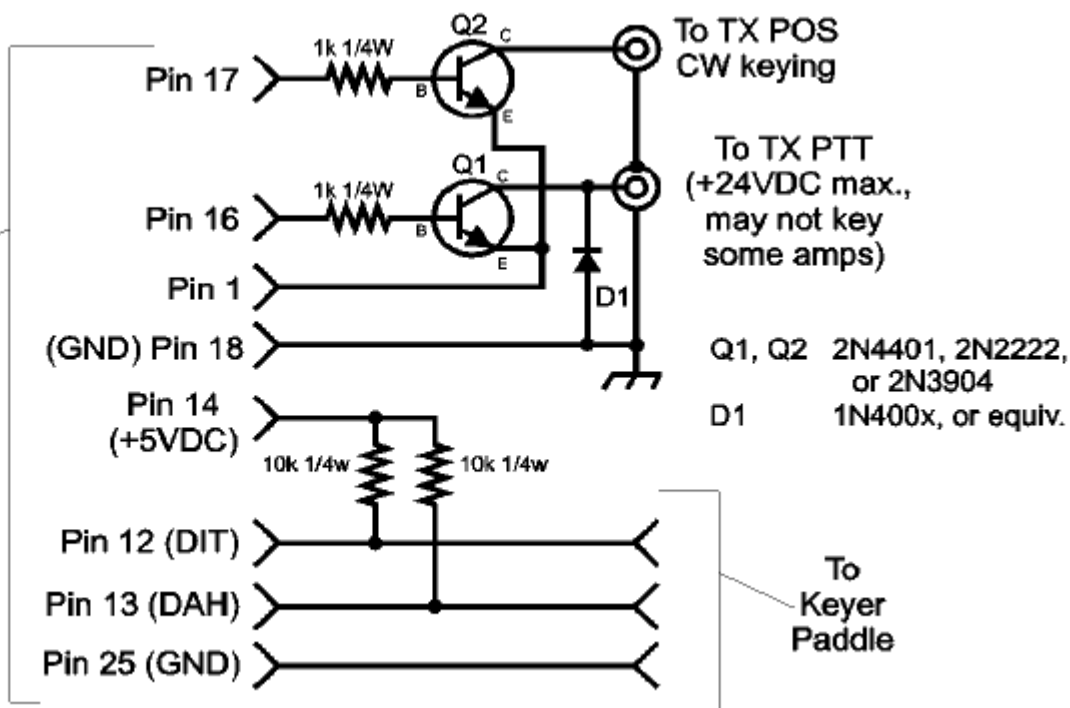 Q2
C
To TX POS
CW keying
1k 1/4W
Pin 17
B
E
To TX PTT
(+24VDC max.,
may not key
some amps)
Q1
C
1k 1/4W
Pin 16
B
E
Pin 1
D1
(GND) Pin 18
Q1, Q2 2N4401, 2N2222,
or 2N3904
D1 1N400x, or equiv.
Pin 14
(+5VDC)
10k 1/4w
10k 1/4w
Pin 12 (DIT)
Pin 13 (DAH)
Pin 25 (GND)
To
Keyer
Paddle